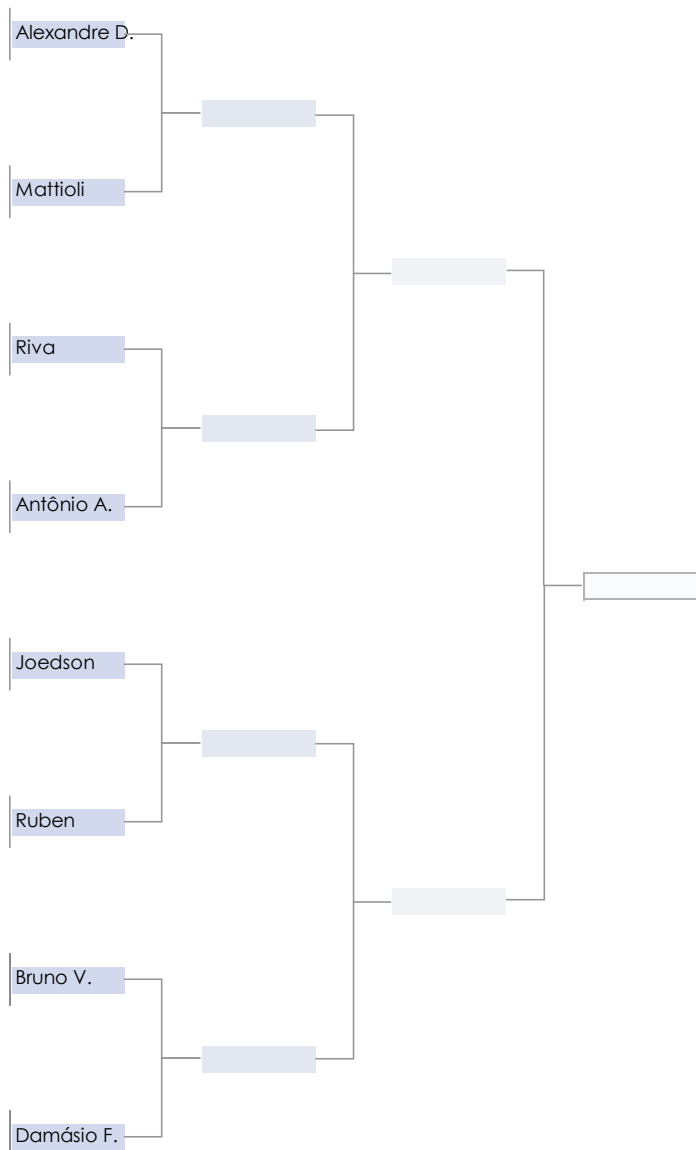 Alexandre D.
Mattioli
Riva
Antônio A.
Joedson
Ruben
Bruno V.
Damásio F.